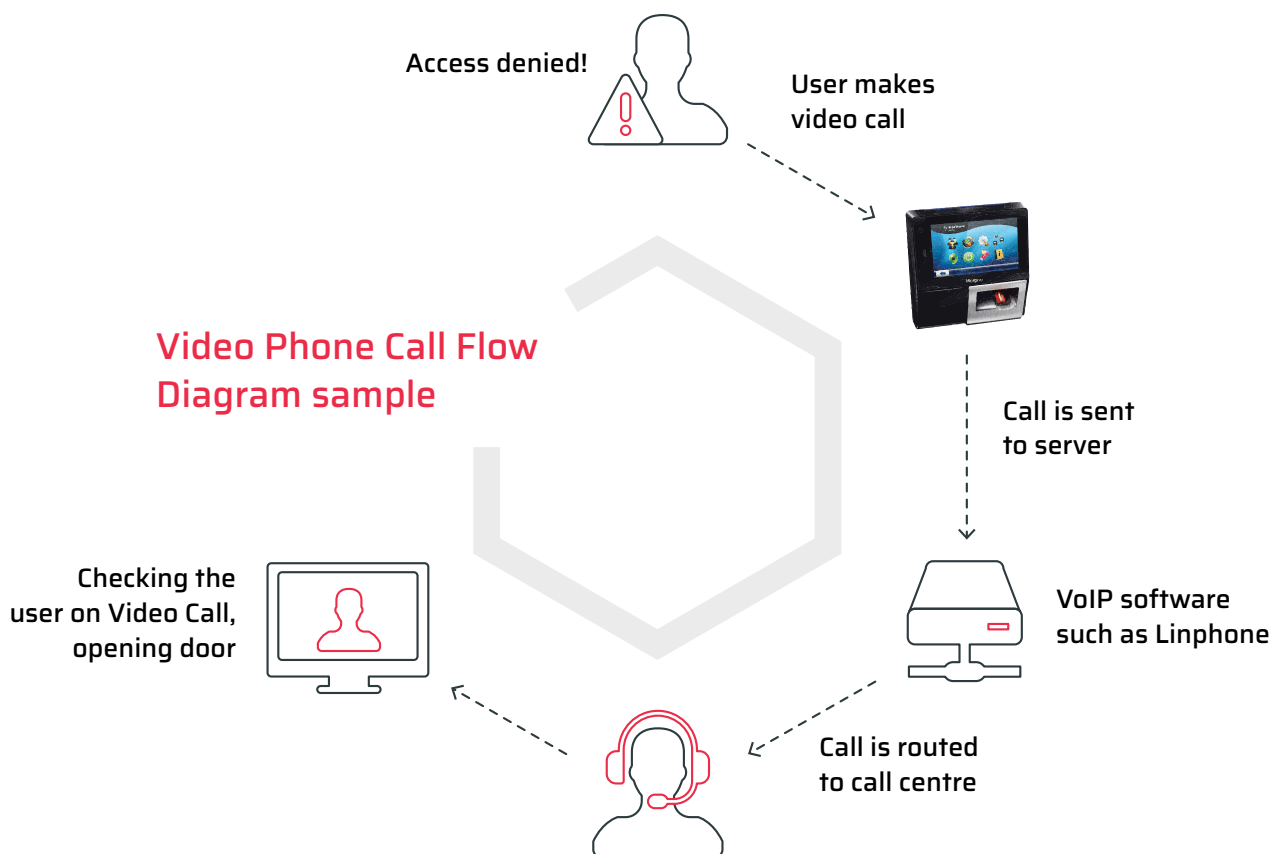 Access denied!
User makes
video call
Video Phone Call Flow
Diagram sample
Call is sent
to server
Checking the
user on Video Call,
opening door
VoIP software
such as Linphone
Call is routed
to call centre